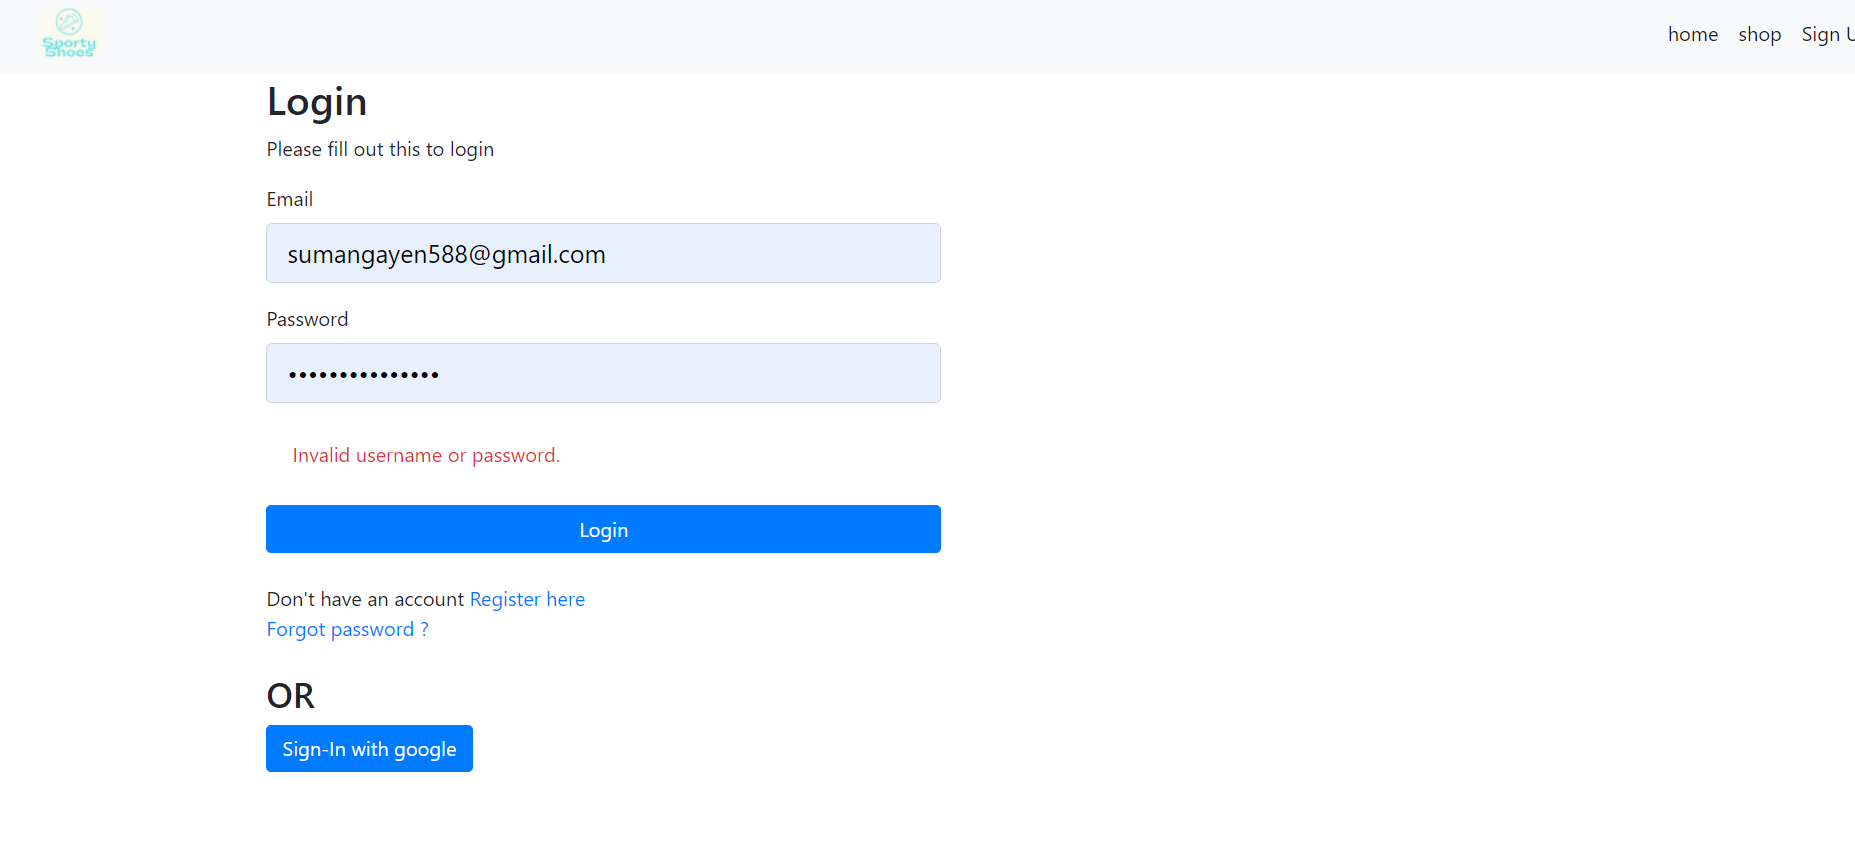 Sporty
Shoes
home shop Sign U
Login
Please fill out this to login
Email
sumangayen588@gmail.com
Password
•••••••••••••••
Invalid username or password.
Login
Don't have an account Register here
Forgot password ?
OR
Sign-In with google